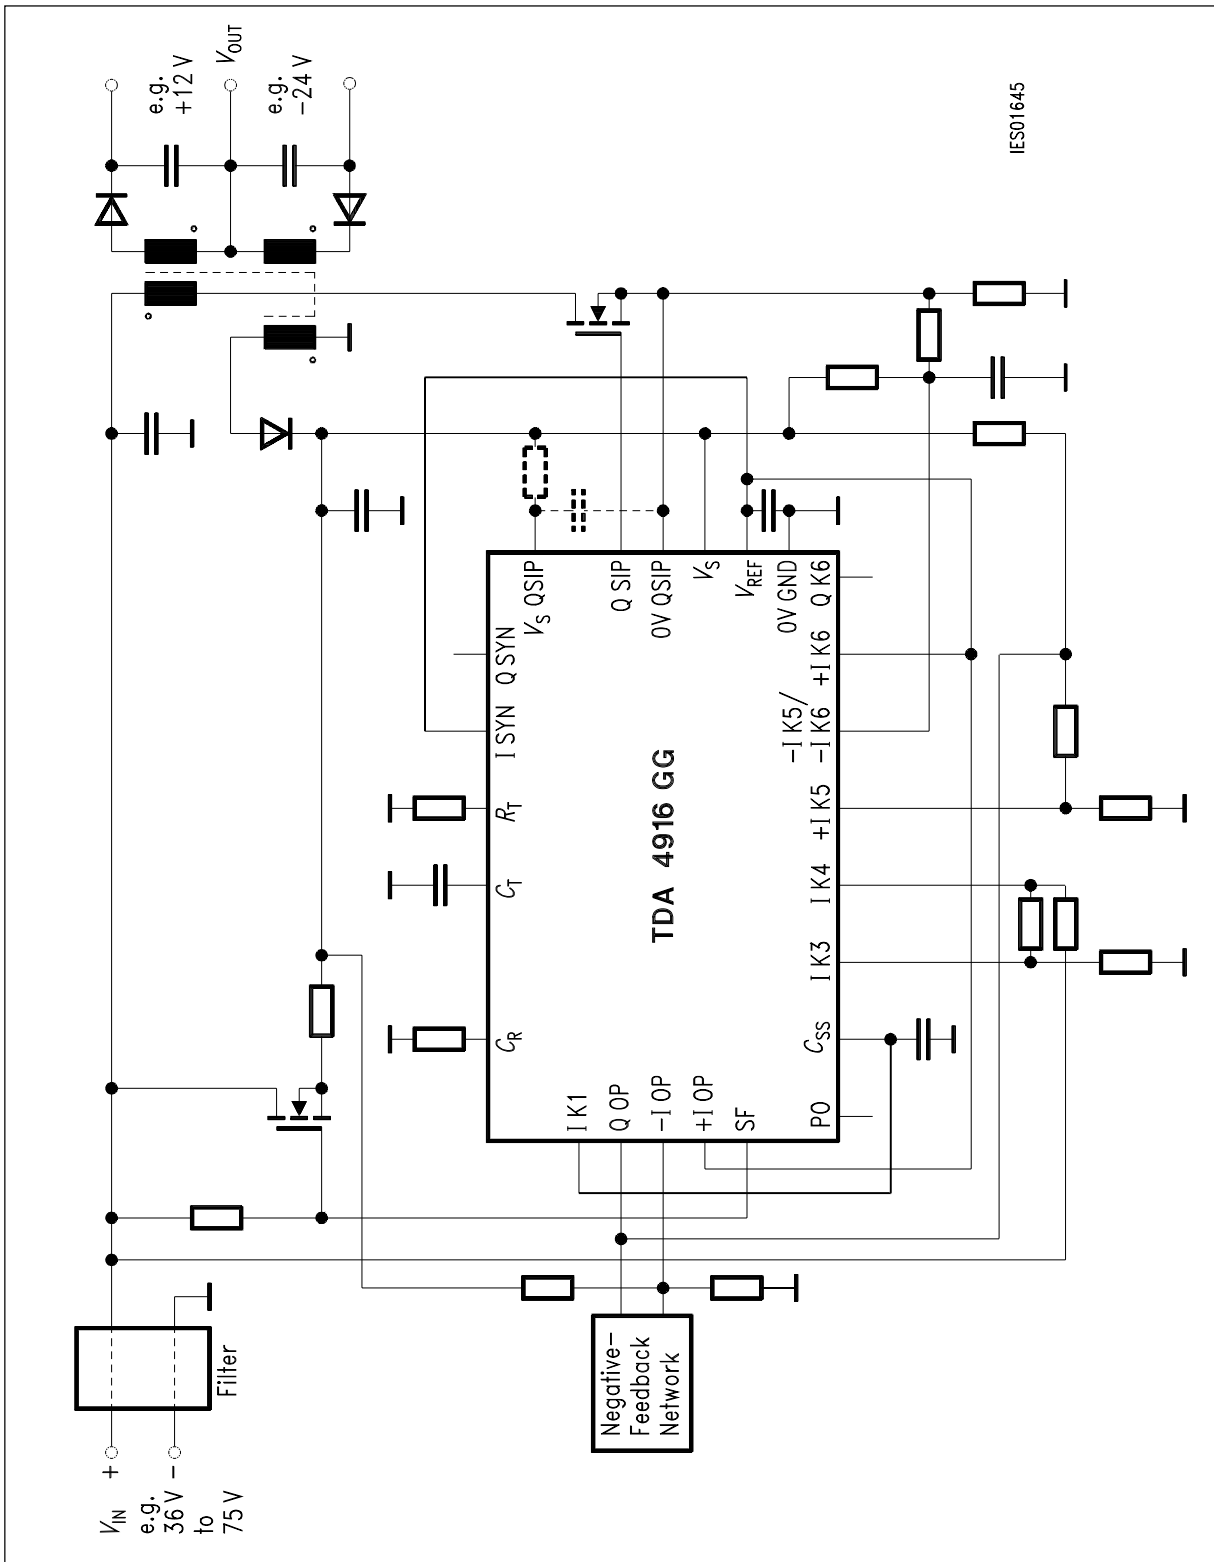 V_OUT
e.g.
+12 V
e.g.
−24 V
IES01645
I SYN
Q SYN
V_S QSIP
Q SIP
0V QSIP
V_S
V_REF
0V GND
Q K6
+I K6
−I K5/
−I K6
+I K5
I K4
I K3
C_SS
PO
SF
+I OP
−I OP
Q OP
I K1
C_R
C_T
R_T
TDA 4916 GG
Negative−
Feedback
Network
Filter
V_IN
+
−
e.g.
36 V
to
75 V